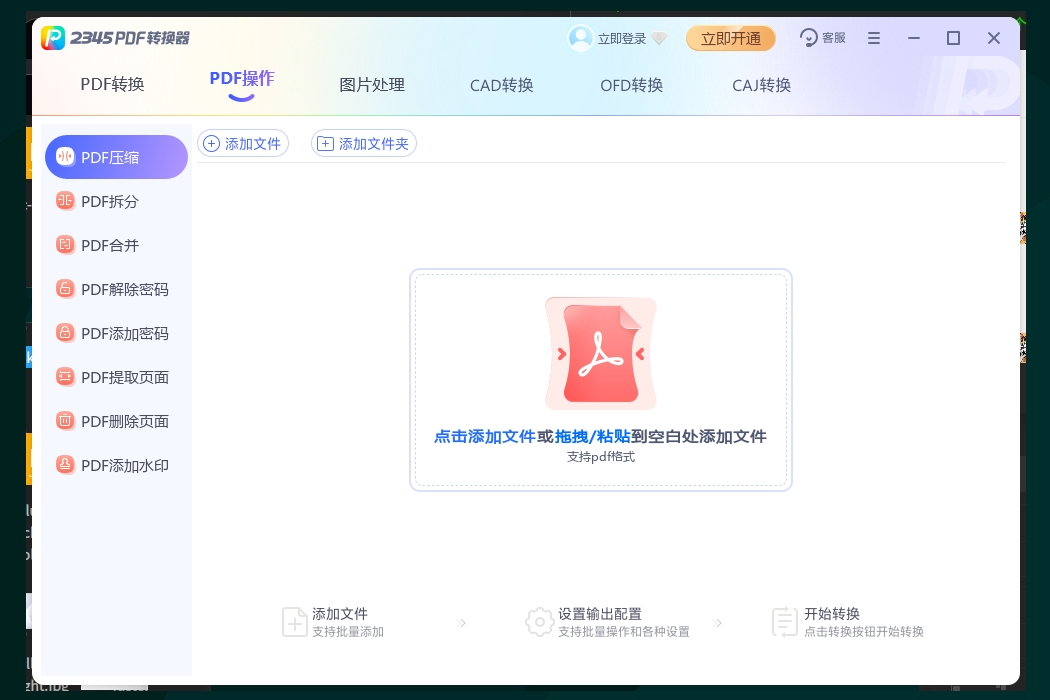 2345PDF转换器
立即登录
立即开通
客服
PDF转换
PDF操作
图片处理
CAD转换
OFD转换
CAJ转换
PDF压缩
PDF拆分
PDF合并
PDF解除密码
PDF添加密码
PDF提取页面
PDF删除页面
PDF添加水印
添加文件
添加文件夹
点击添加文件或拖拽/粘贴到空白处添加文件
支持pdf格式
添加文件
支持批量添加
设置输出配置
支持批量操作和各种设置
开始转换
点击转换按钮开始转换